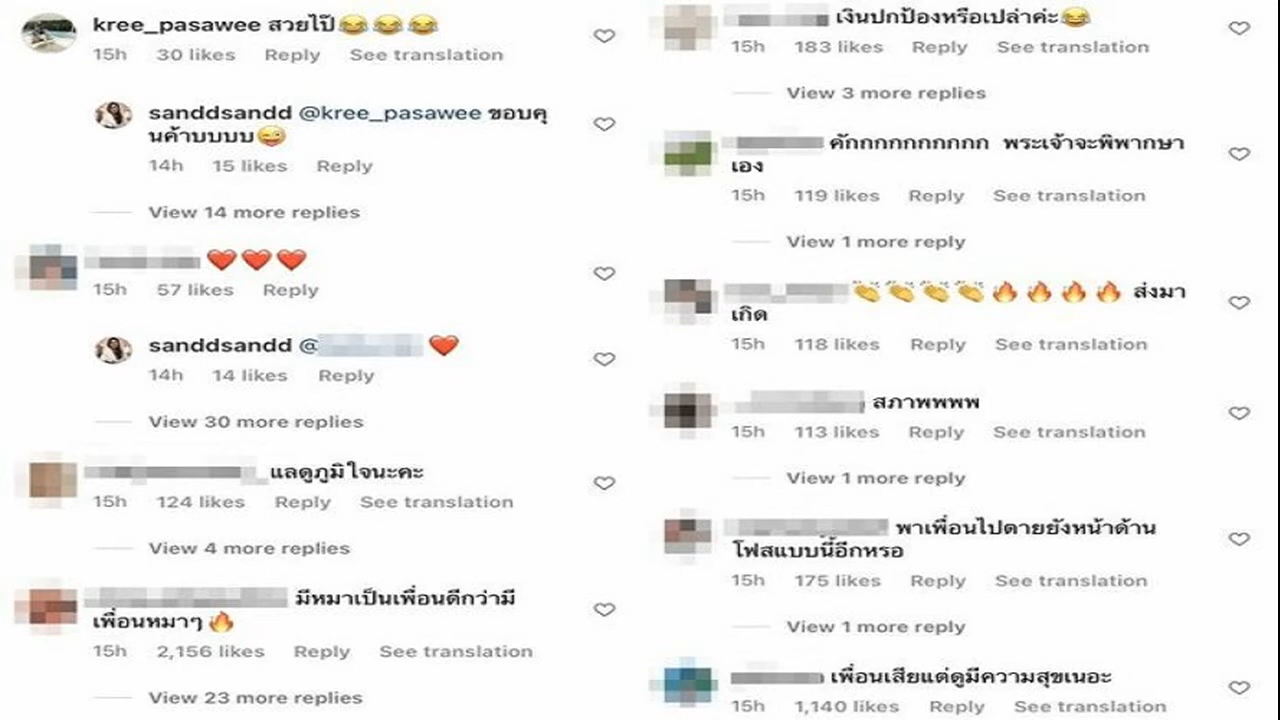 kree_pasawee สวยไป๊😂😂😂
15h 30 likes Reply See translation
sanddsandd @kree_pasawee ขอบคุ
นค้าบบบบ😜
14h 15 likes Reply
View 14 more replies
❤️❤️❤️
15h 57 likes Reply
sanddsandd @ ❤️
14h 14 likes Reply
View 30 more replies
แลดูภูมิใจนะคะ
15h 124 likes Reply See translation
View 4 more replies
มีหมาเป็นเพื่อนดีกว่ามี
เพื่อนหมาๆ🔥
15h 2,156 likes Reply See translation
View 23 more replies
เงินปกป้องหรือเปล่าค่ะ😂
15h 183 likes Reply See translation
View 3 more replies
คักกกกกกกกกก พระเจ้าจะพิพากษา
เอง
15h 119 likes Reply See translation
View 1 more reply
👏👏👏👏🔥🔥🔥🔥 ส่งมา
เกิด
15h 118 likes Reply See translation
สภาพพพพ
15h 113 likes Reply See translation
View 1 more reply
พาเพื่อนไปตายยังหน้าด้าน
โฟสแบบนี้อีกหรอ
15h 175 likes Reply See translation
View 1 more reply
เพื่อนเสียแต่ดูมีความสุขเนอะ
15h 1,140 likes Reply See translation